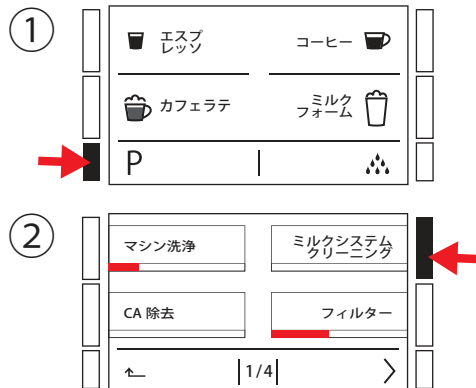 ①
エスプ
レッソ
コーヒー
カフェラテ
ミルク
フォーム
P
②
マシン洗浄
ミルクシステム
クリーニング
CA 除去
フィルター
1/4